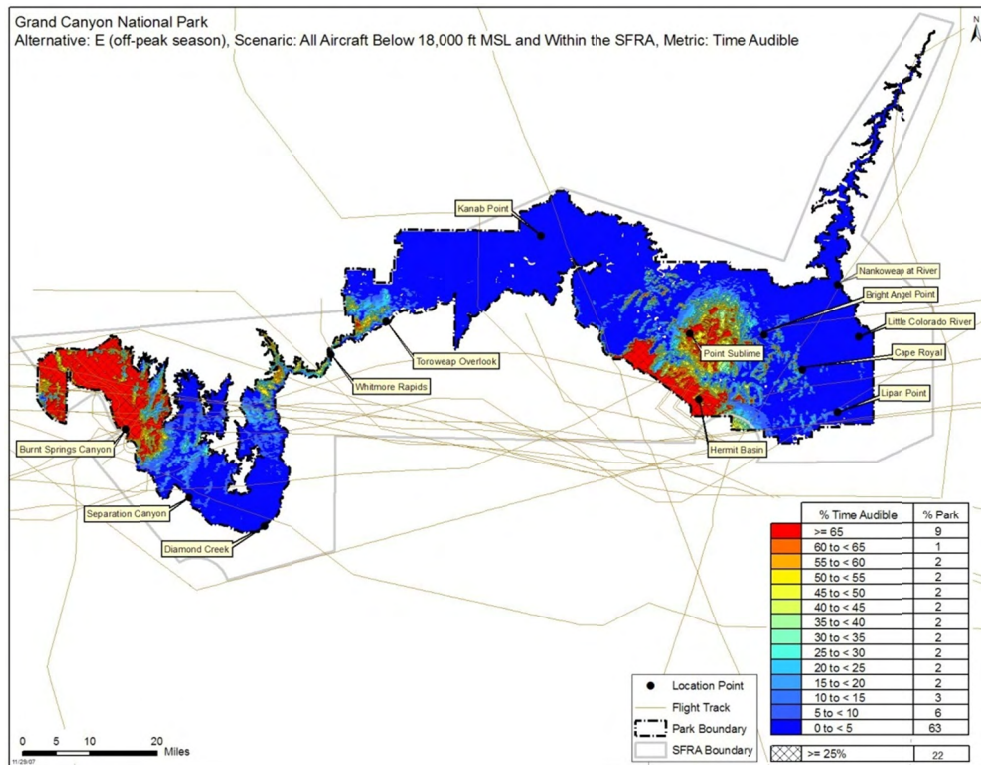 Grand Canyon National Park
Alternative: E (off-peak season), Scenario: All Aircraft Below 18,000 ft MSL and Within the SFRA, Metric: Time Audible
N
Kanab Point
Nankoweap at River
Bright Angel Point
Little Colorado River
Point Sublime
Toroweap Overlook
Cape Royal
Whitmore Rapids
Lipan Point
Burnt Springs Canyon
Hermit Basin
Separation Canyon
Diamond Creek
% Time Audible % Park
>= 65 9
60 to < 65 1
55 to < 60 2
50 to < 55 2
45 to < 50 2
40 to < 45 2
35 to < 40 2
30 to < 35 2
25 to < 30 2
20 to < 25 2
15 to < 20 2
10 to < 15 3
5 to < 10 6
0 to < 5 63
>= 25% 22
Location Point
Flight Track
Park Boundary
SFRA Boundary
0 5 10 20 Miles
11/29/07